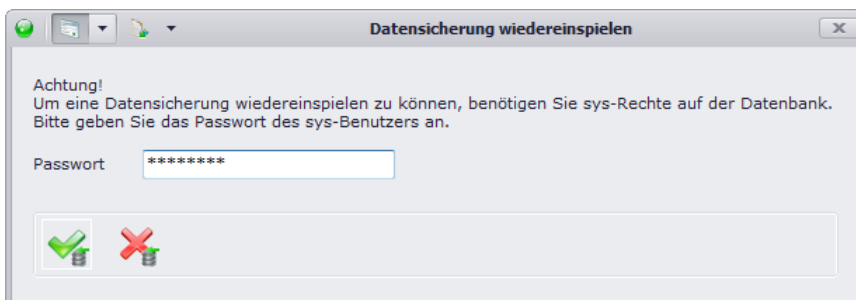 Datensicherung wiedereinspielen
Achtung!
Um eine Datensicherung wiedereinspielen zu können, benötigen Sie sys-Rechte auf der Datenbank.
Bitte geben Sie das Passwort des sys-Benutzers an.
Passwort ********